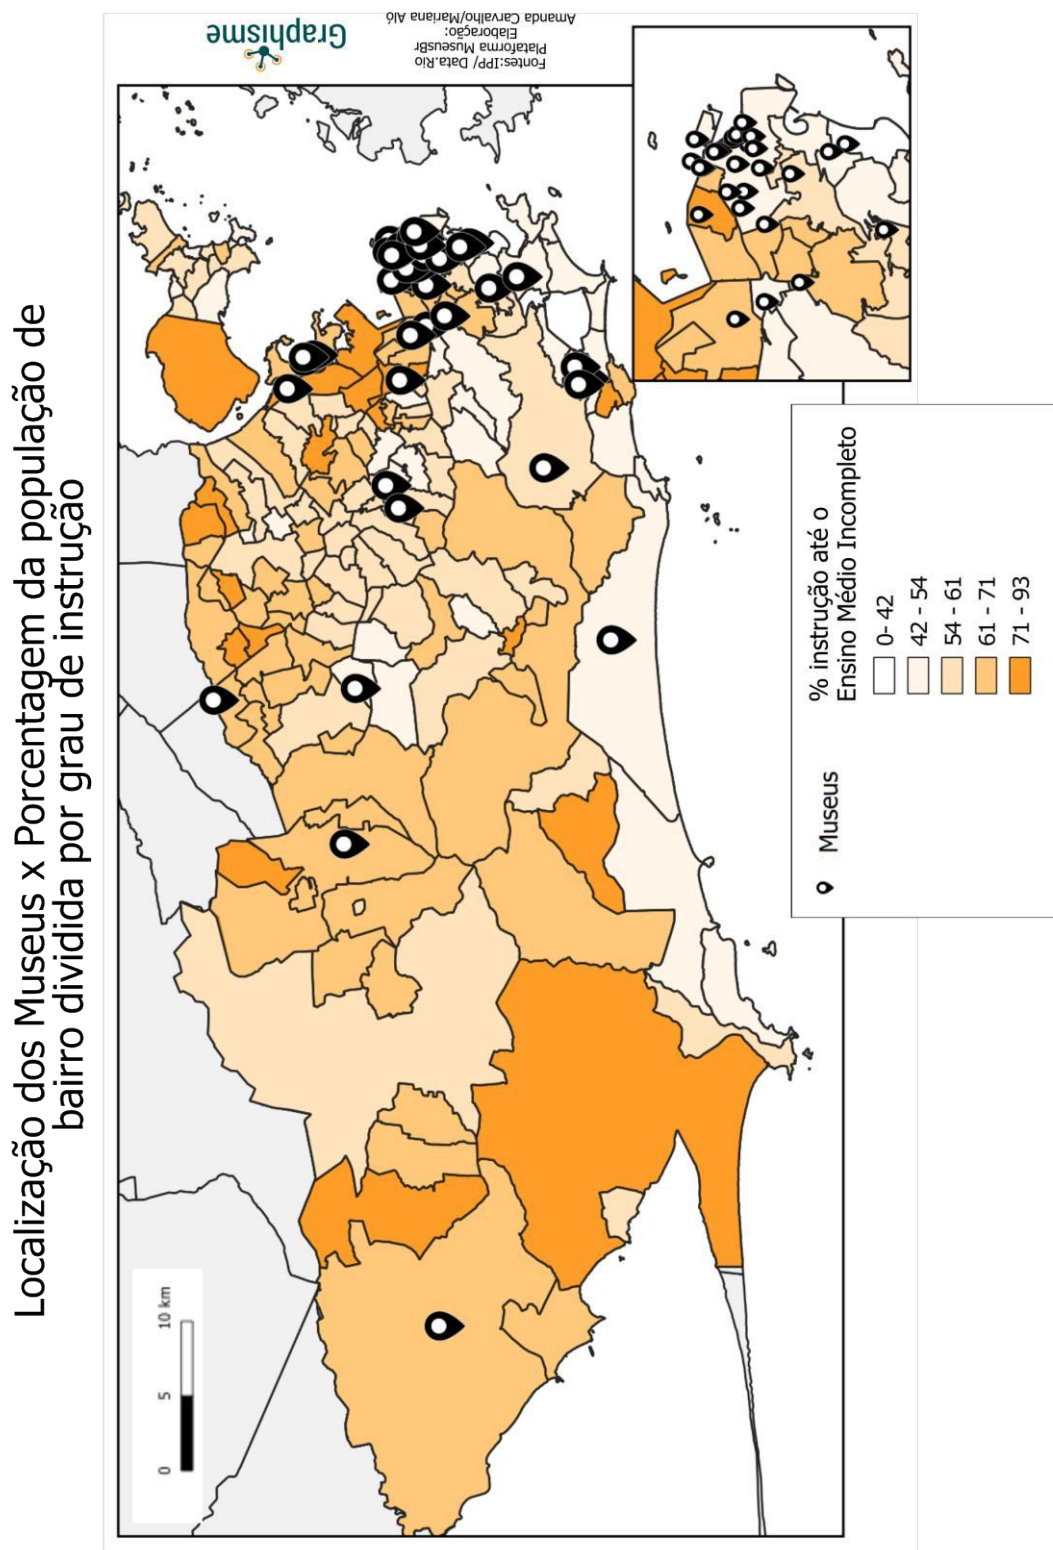 Localização dos Museus x Porcentagem da população de
bairro dividida por grau de instrução
0 5 10 km
Museus
% instrução até o
Ensino Médio Incompleto
0- 42
42 - 54
54 - 61
61 - 71
71 - 93
Graphisme
Fontes:IPP/ Data.Rio
Plataforma MuseusBr
Elaboração:
Amanda Carvalho/Mariana Aló